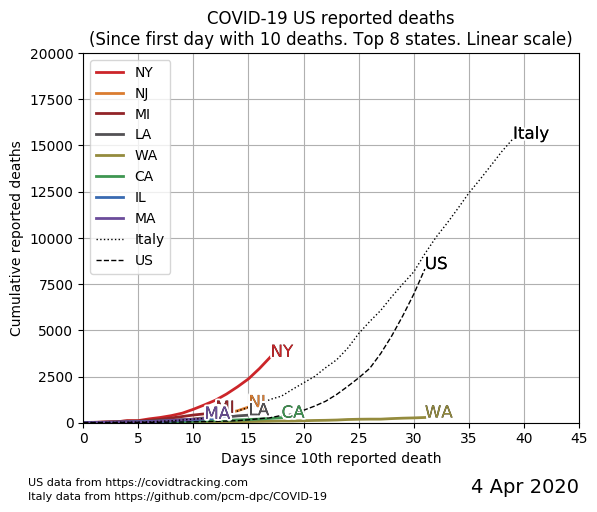 COVID-19 US reported deaths
(Since first day with 10 deaths. Top 8 states. Linear scale)
20000
17500
15000
12500
10000
7500
5000
2500
0
Cumulative reported deaths
NY
NJ
MI
LA
WA
CA
IL
MA
Italy
US
Italy
US
NY
MI
NJ
MA
LA
CA
WA
0 5 10 15 20 25 30 35 40 45
Days since 10th reported death
US data from https://covidtracking.com
Italy data from https://github.com/pcm-dpc/COVID-19
4 Apr 2020